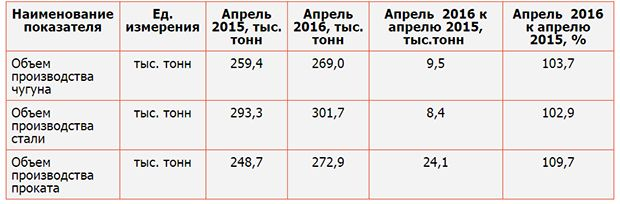 Наименование показателя | Ед. измерения | Апрель 2015, тыс. тонн | Апрель 2016, тыс. тонн | Апрель 2016 к апрелю 2015, тыс.тонн | Апрель 2016 к апрелю 2015, %
Объем производства чугуна | тыс. тонн | 259,4 | 269,0 | 9,5 | 103,7
Объем производства стали | тыс. тонн | 293,3 | 301,7 | 8,4 | 102,9
Объем производства проката | тыс. тонн | 248,7 | 272,9 | 24,1 | 109,7